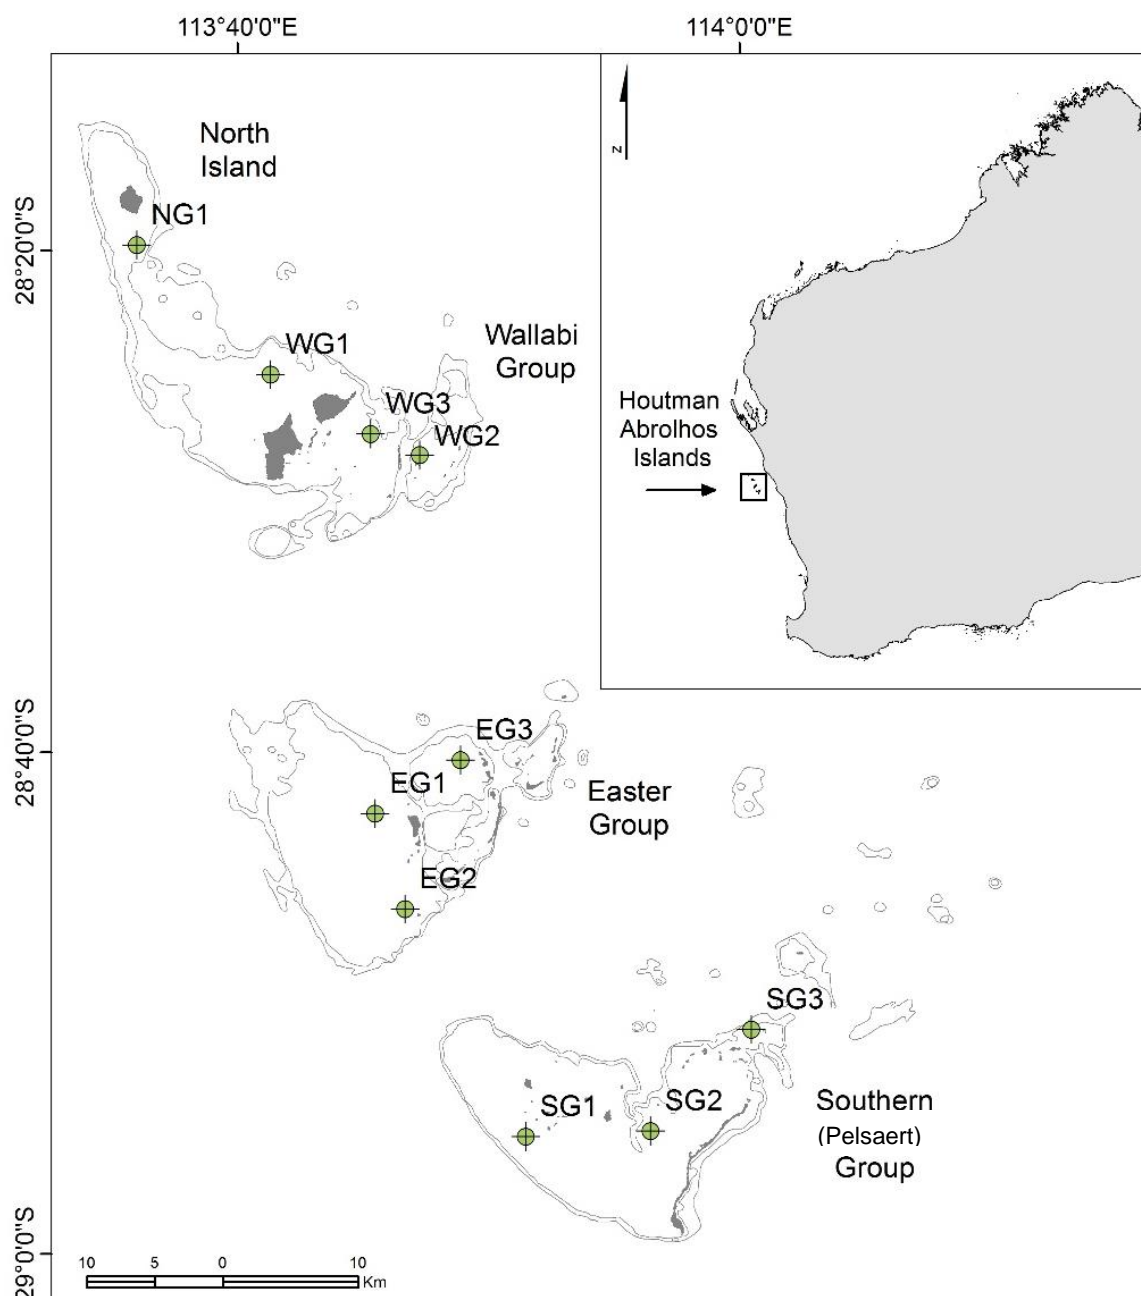 113°40'0"E
114°0'0"E
North
Island
N
NG1
28°20'0"S
WG1
Wallabi
Group
WG3
WG2
Houtman
Abrolhos
Islands
28°40'0"S
EG3
EG1
Easter
Group
EG2
SG3
SG1
SG2
Southern
(Pelsaert)
Group
29°0'0"S
10 5 0 10
Km